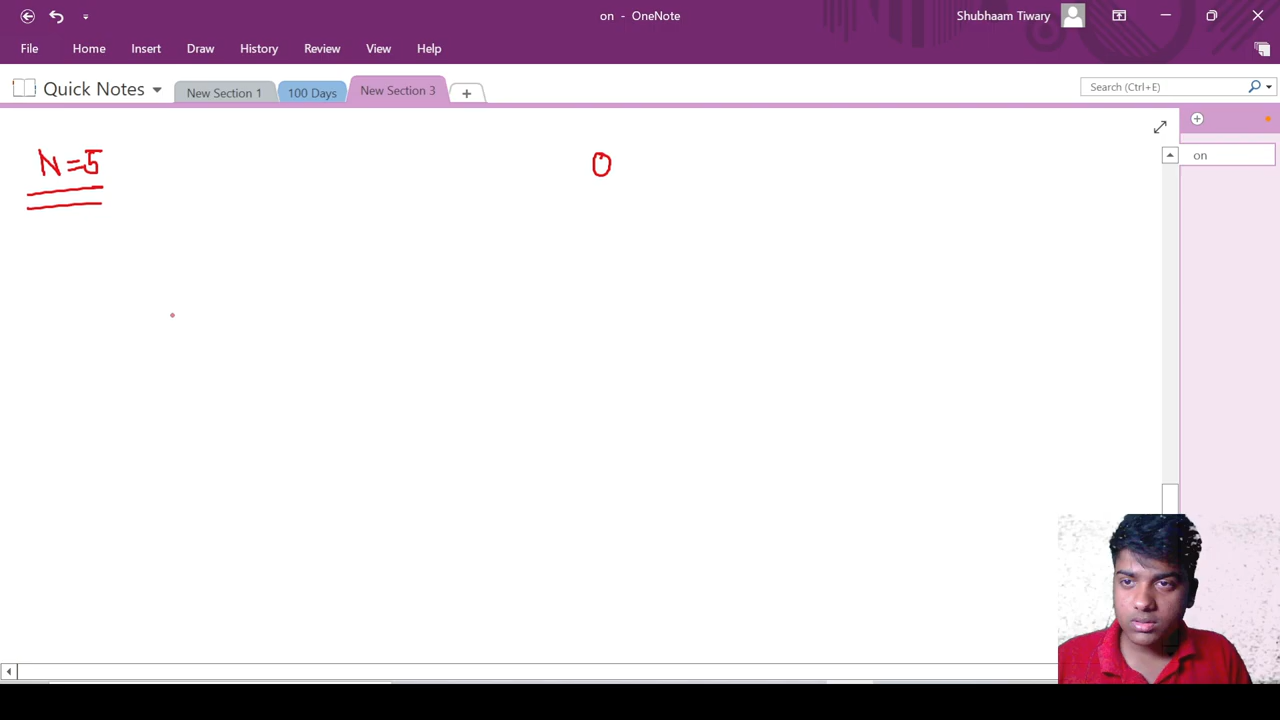 on - OneNote
Shubhaam Tiwary
File Home Insert Draw History Review View Help
Quick Notes
New Section 1
100 Days
New Section 3
Search (Ctrl+E)
on
N=5
0